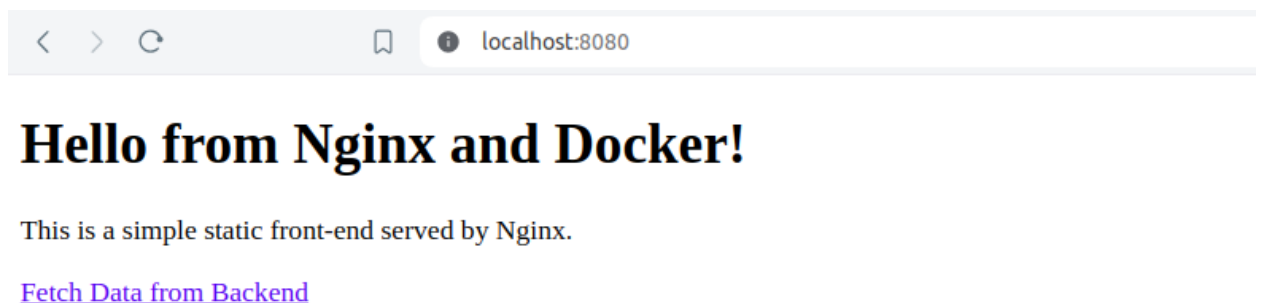 localhost:8080
Hello from Nginx and Docker!
This is a simple static front-end served by Nginx.
Fetch Data from Backend